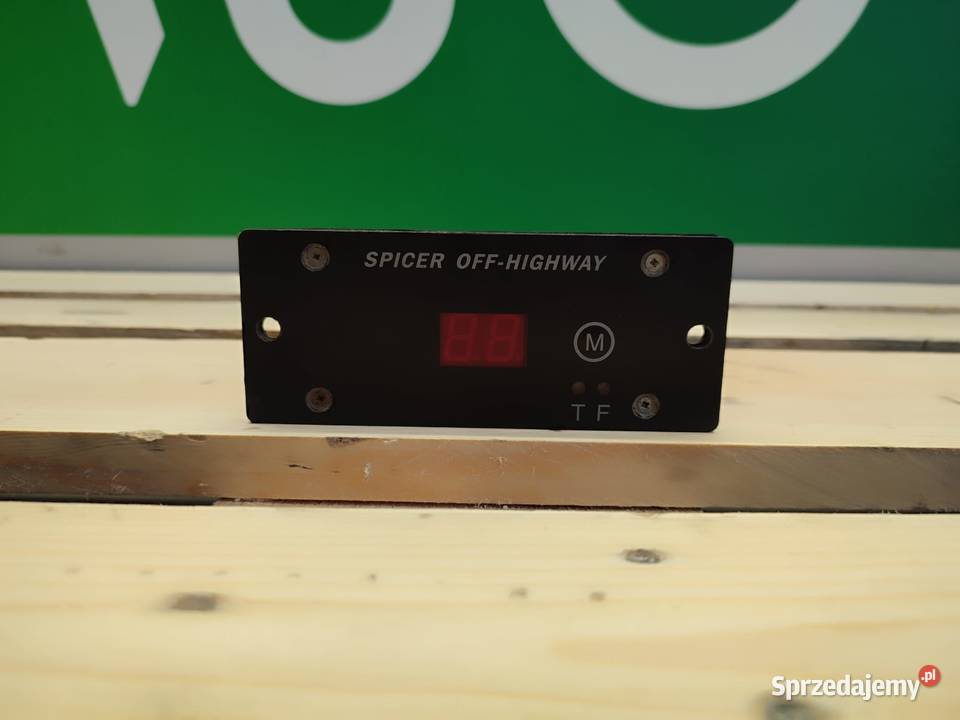 SPICER OFF-HIGHWAY
M
T F
Sprzedajemy.pl